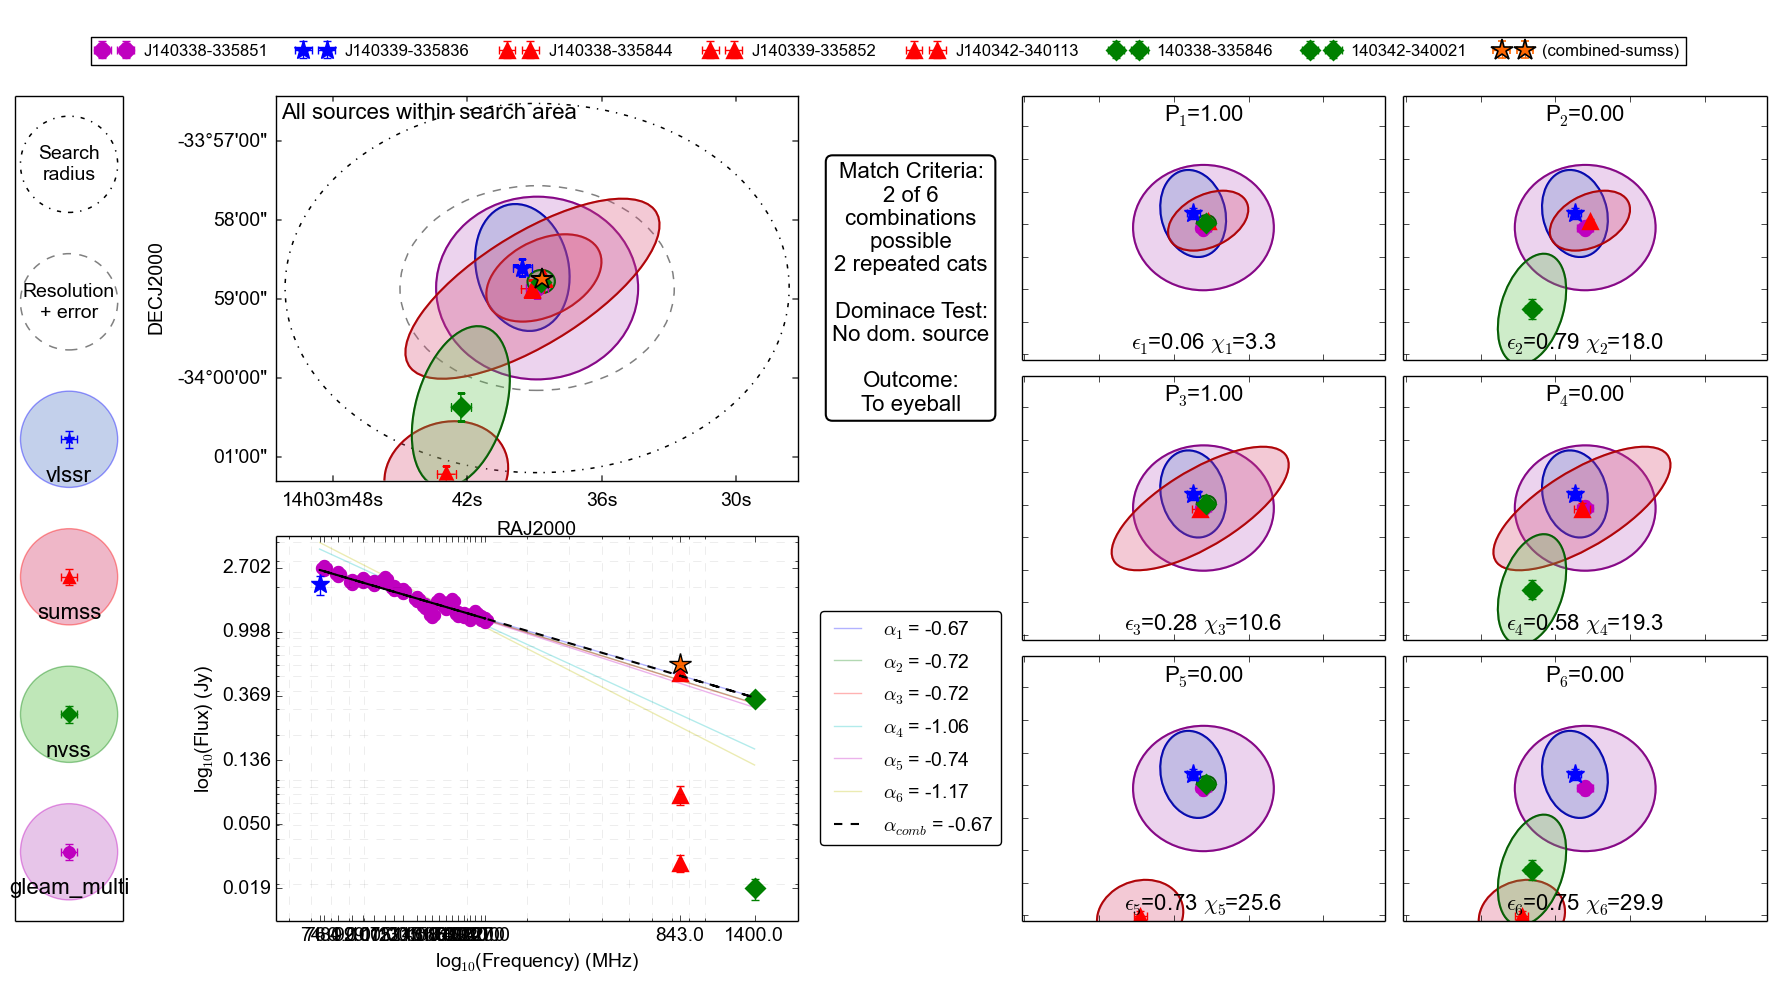 J140338-335851 J140339-335836 J140338-335844 J140339-335852 J140342-340113 140338-335846 140342-340021 (combined-sumss)
Search
radius
Resolution
+ error
vlssr
sumss
nvss
gleam_multi
All sources within search area
DECJ2000
-33°57'00"
58'00"
59'00"
-34°00'00"
01'00"
14h03m48s 42s 36s 30s
RAJ2000
log10(Flux) (Jy)
2.702
0.998
0.369
0.136
0.050
0.019
843.0 1400.0
log10(Frequency) (MHz)
Match Criteria:
2 of 6
combinations
possible
2 repeated cats
Dominace Test:
No dom. source
Outcome:
To eyeball
α1 = -0.67
α2 = -0.72
α3 = -0.72
α4 = -1.06
α5 = -0.74
α6 = -1.17
αcomb = -0.67
P1=1.00
ϵ1=0.06 χ1=3.3
P2=0.00
ϵ2=0.79 χ2=18.0
P3=1.00
ϵ3=0.28 χ3=10.6
P4=0.00
ϵ4=0.58 χ4=19.3
P5=0.00
ϵ5=0.73 χ5=25.6
P6=0.00
ϵ6=0.75 χ6=29.9